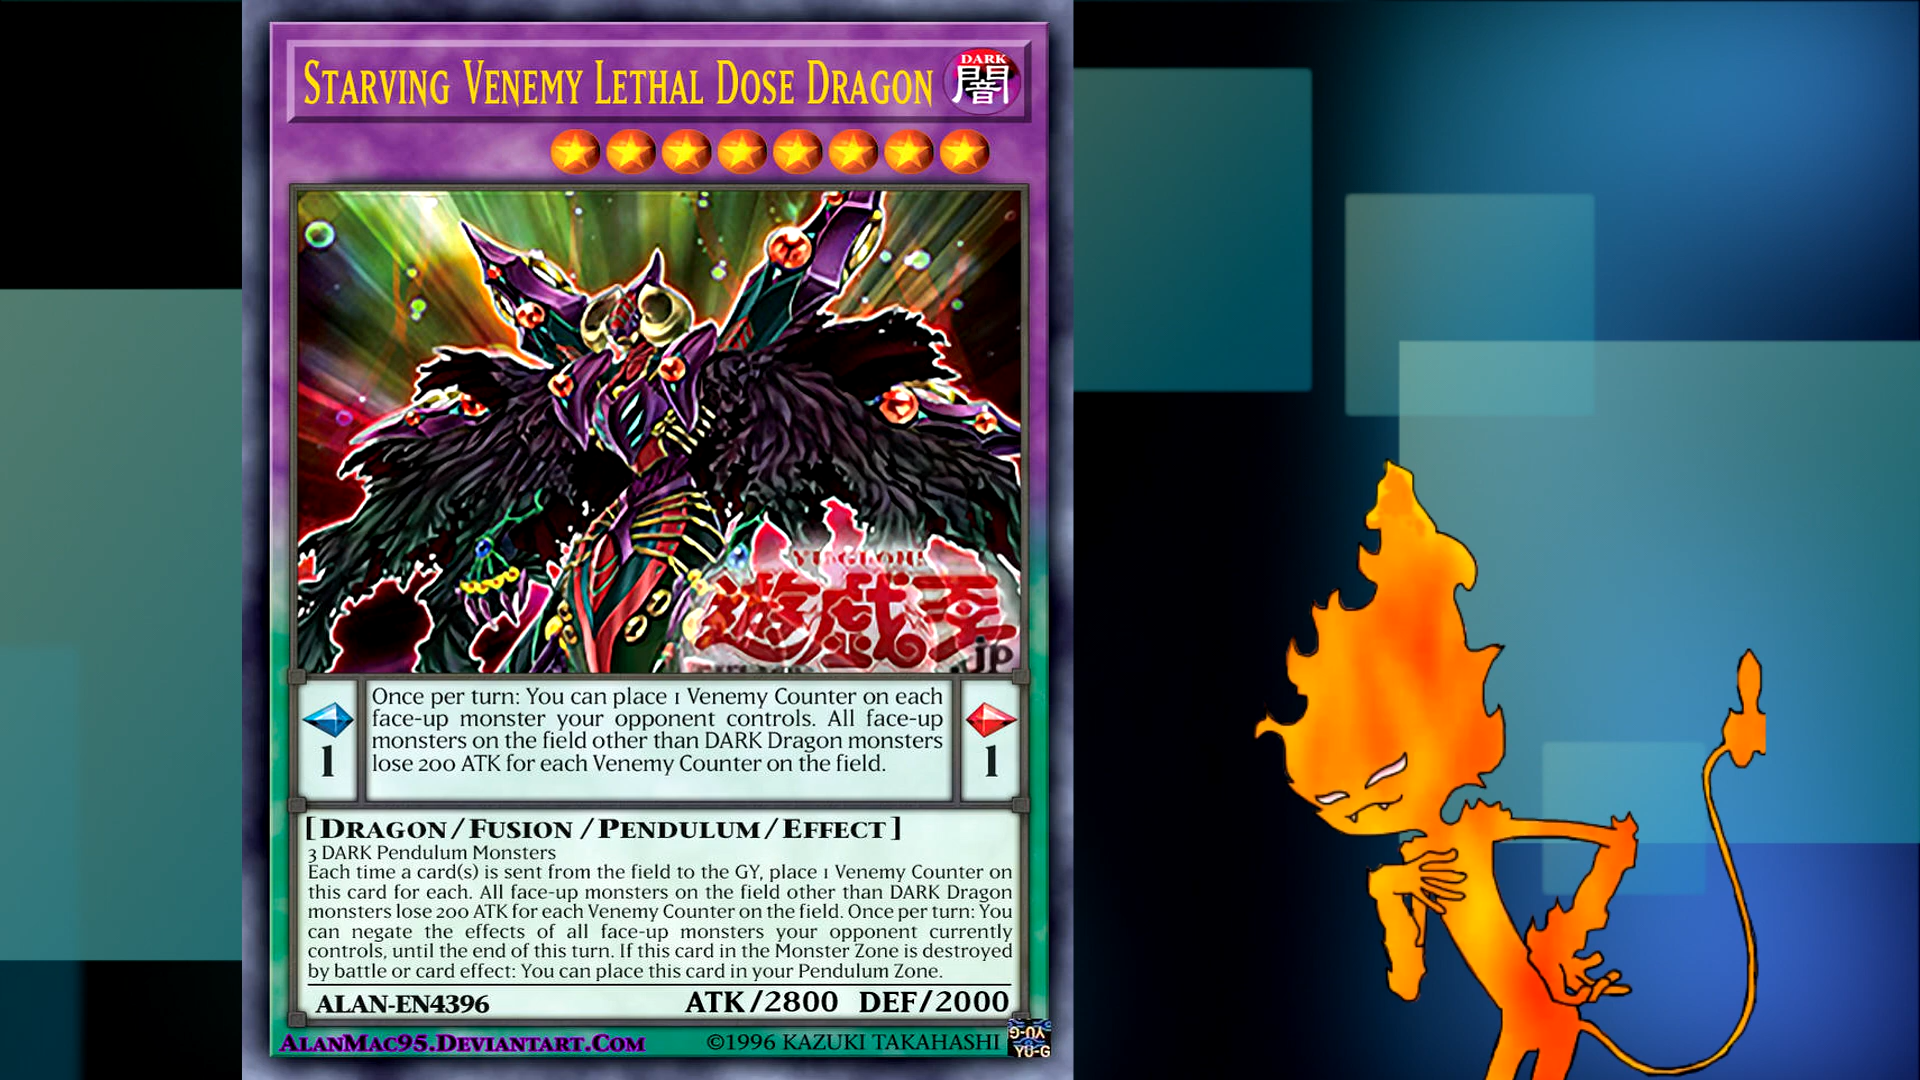 STARVING VENEMY LETHAL DOSE DRAGON
DARK
闇
YU-GI-OH!
遊戯王
.jp
Once per turn: You can place 1 Venemy Counter on each
face-up monster your opponent controls. All face-up
monsters on the field other than DARK Dragon monsters
lose 200 ATK for each Venemy Counter on the field.
1
1
[ DRAGON / FUSION / PENDULUM / EFFECT ]
3 DARK Pendulum Monsters
Each time a card(s) is sent from the field to the GY, place 1 Venemy Counter on
this card for each. All face-up monsters on the field other than DARK Dragon
monsters lose 200 ATK for each Venemy Counter on the field. Once per turn: You
can negate the effects of all face-up monsters your opponent currently
controls, until the end of this turn. If this card in the Monster Zone is destroyed
by battle or card effect: You can place this card in your Pendulum Zone.
ALAN-EN4396
ATK/2800 DEF/2000
ALANMAC95.DEVIANTART.COM
©1996 KAZUKI TAKAHASHI